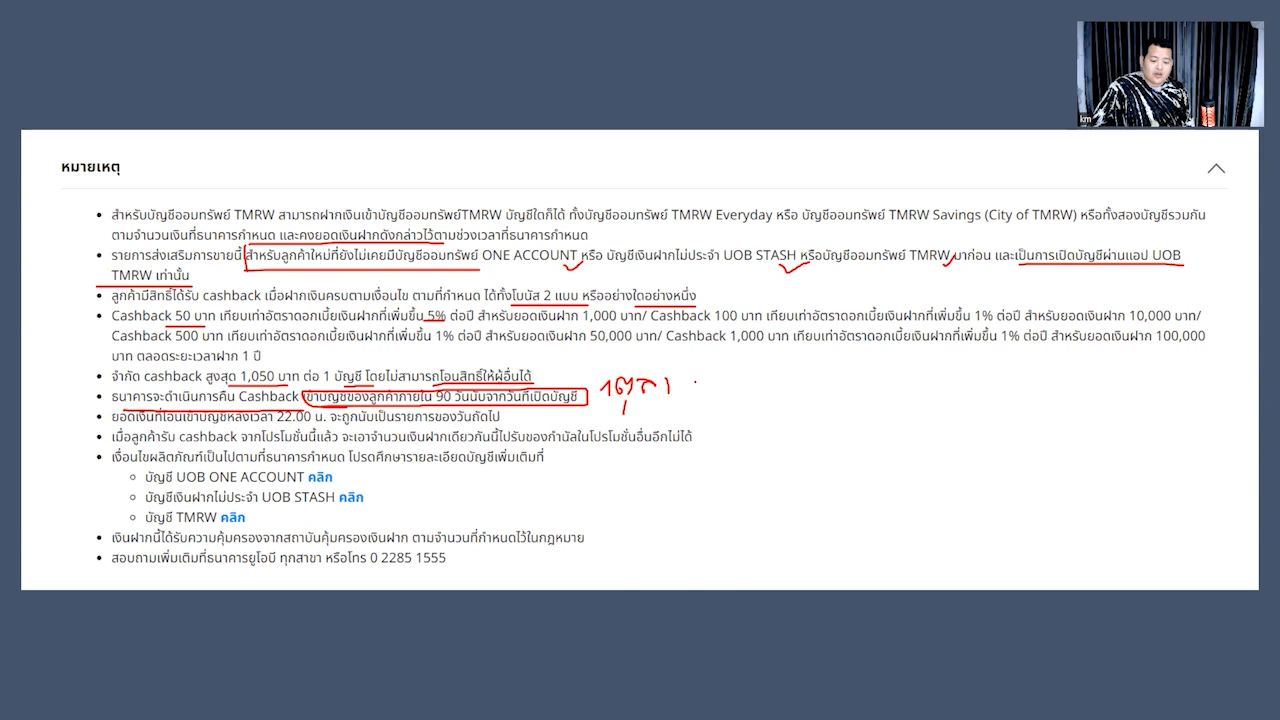 km
หมายเหตุ
• สำหรับบัญชีออมทรัพย์ TMRW สามารถฝากเงินเข้าบัญชีออมทรัพย์TMRW บัญชีใดก็ได้ ทั้งบัญชีออมทรัพย์ TMRW Everyday หรือ บัญชีออมทรัพย์ TMRW Savings (City of TMRW) หรือทั้งสองบัญชีรวมกัน
ตามจำนวนเงินที่ธนาคารกำหนด และคงยอดเงินฝากดังกล่าวไว้ตามช่วงเวลาที่ธนาคารกำหนด
• รายการส่งเสริมการขายนี้ สำหรับลูกค้าใหม่ที่ยังไม่เคยมีบัญชีออมทรัพย์ ONE ACCOUNT หรือ บัญชีเงินฝากไม่ประจำ UOB STASH หรือบัญชีออมทรัพย์ TMRW มาก่อน และเป็นการเปิดบัญชีผ่านแอป UOB
TMRW เท่านั้น
• ลูกค้ามีสิทธิ์ได้รับ cashback เมื่อฝากเงินครบตามเงื่อนไข ตามที่กำหนด ได้ทั้งโบนัส 2 แบบ หรืออย่างใดอย่างหนึ่ง
• Cashback 50 บาท เทียบเท่าอัตราดอกเบี้ยเงินฝากที่เพิ่มขึ้น 5% ต่อปี สำหรับยอดเงินฝาก 1,000 บาท/ Cashback 100 บาท เทียบเท่าอัตราดอกเบี้ยเงินฝากที่เพิ่มขึ้น 1% ต่อปี สำหรับยอดเงินฝาก 10,000 บาท/
Cashback 500 บาท เทียบเท่าอัตราดอกเบี้ยเงินฝากที่เพิ่มขึ้น 1% ต่อปี สำหรับยอดเงินฝาก 50,000 บาท/ Cashback 1,000 บาท เทียบเท่าอัตราดอกเบี้ยเงินฝากที่เพิ่มขึ้น 1% ต่อปี สำหรับยอดเงินฝาก 100,000
บาท ตลอดระยะเวลาฝาก 1 ปี
• จำกัด cashback สูงสุด 1,050 บาท ต่อ 1 บัญชี โดยไม่สามารถโอนสิทธิ์ให้ผู้อื่นได้
• ธนาคารจะดำเนินการคืน Cashback เข้าบัญชีของลูกค้าภายใน 90 วันนับจากวันที่เปิดบัญชี
• ยอดเงินที่โอนเข้าบัญชีหลังเวลา 22.00 น. จะถูกนับเป็นรายการของวันถัดไป
• เมื่อลูกค้ารับ cashback จากโปรโมชั่นนี้แล้ว จะเอาจำนวนเงินฝากเดียวกันนี้ไปรับของกำนัลในโปรโมชั่นอื่นอีกไม่ได้
• เงื่อนไขผลิตภัณฑ์เป็นไปตามที่ธนาคารกำหนด โปรดศึกษารายละเอียดบัญชีเพิ่มเติมที่
◦ บัญชี UOB ONE ACCOUNT คลิก
◦ บัญชีเงินฝากไม่ประจำ UOB STASH คลิก
◦ บัญชี TMRW คลิก
• เงินฝากนี้ได้รับความคุ้มครองจากสถาบันคุ้มครองเงินฝาก ตามจำนวนที่กำหนดไว้ในกฎหมาย
• สอบถามเพิ่มเติมที่ธนาคารยูโอบี ทุกสาขา หรือโทร 0 2285 1555